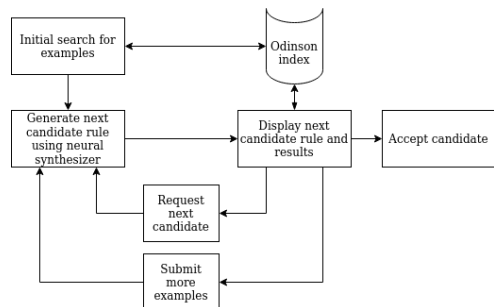 Initial search for
examples
Odinson
index
Generate next
candidate rule
using neural
synthesizer
Display next
candidate rule and
results
Accept candidate
Request
next
candidate
Submit
more
examples